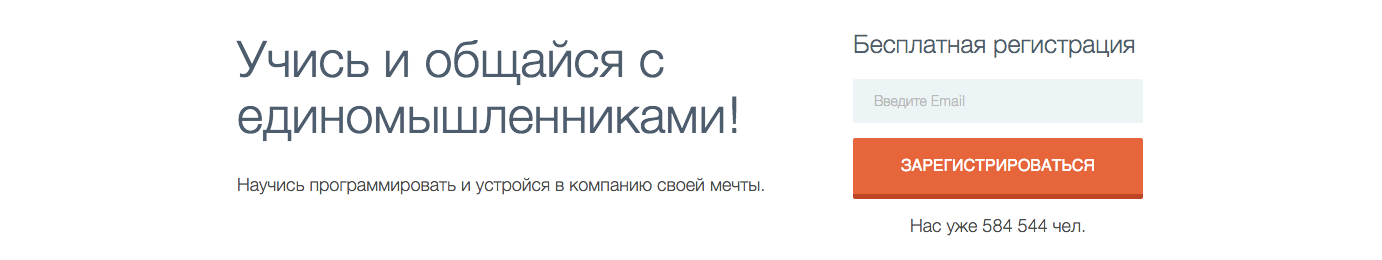 Учись и общайся с
единомышленниками!
Научись программировать и устройся в компанию своей мечты.
Бесплатная регистрация
Введите Email
ЗАРЕГИСТРИРОВАТЬСЯ
Нас уже 584 544 чел.